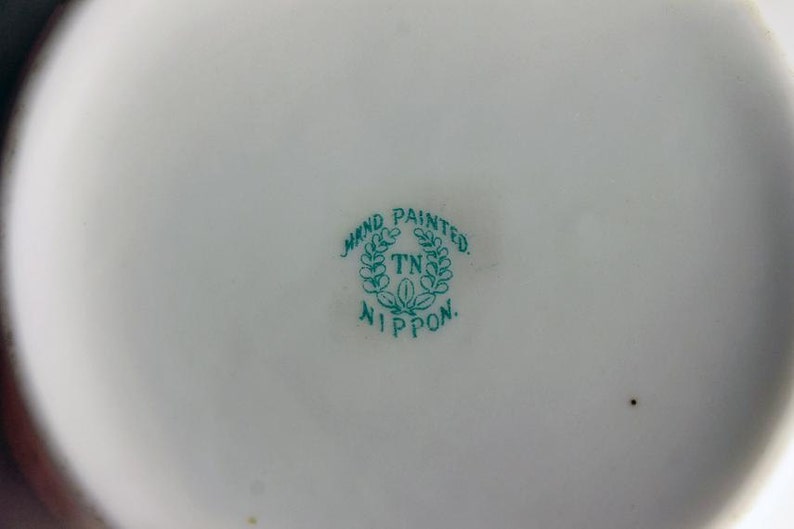 HAND PAINTED.
TN
NIPPON.